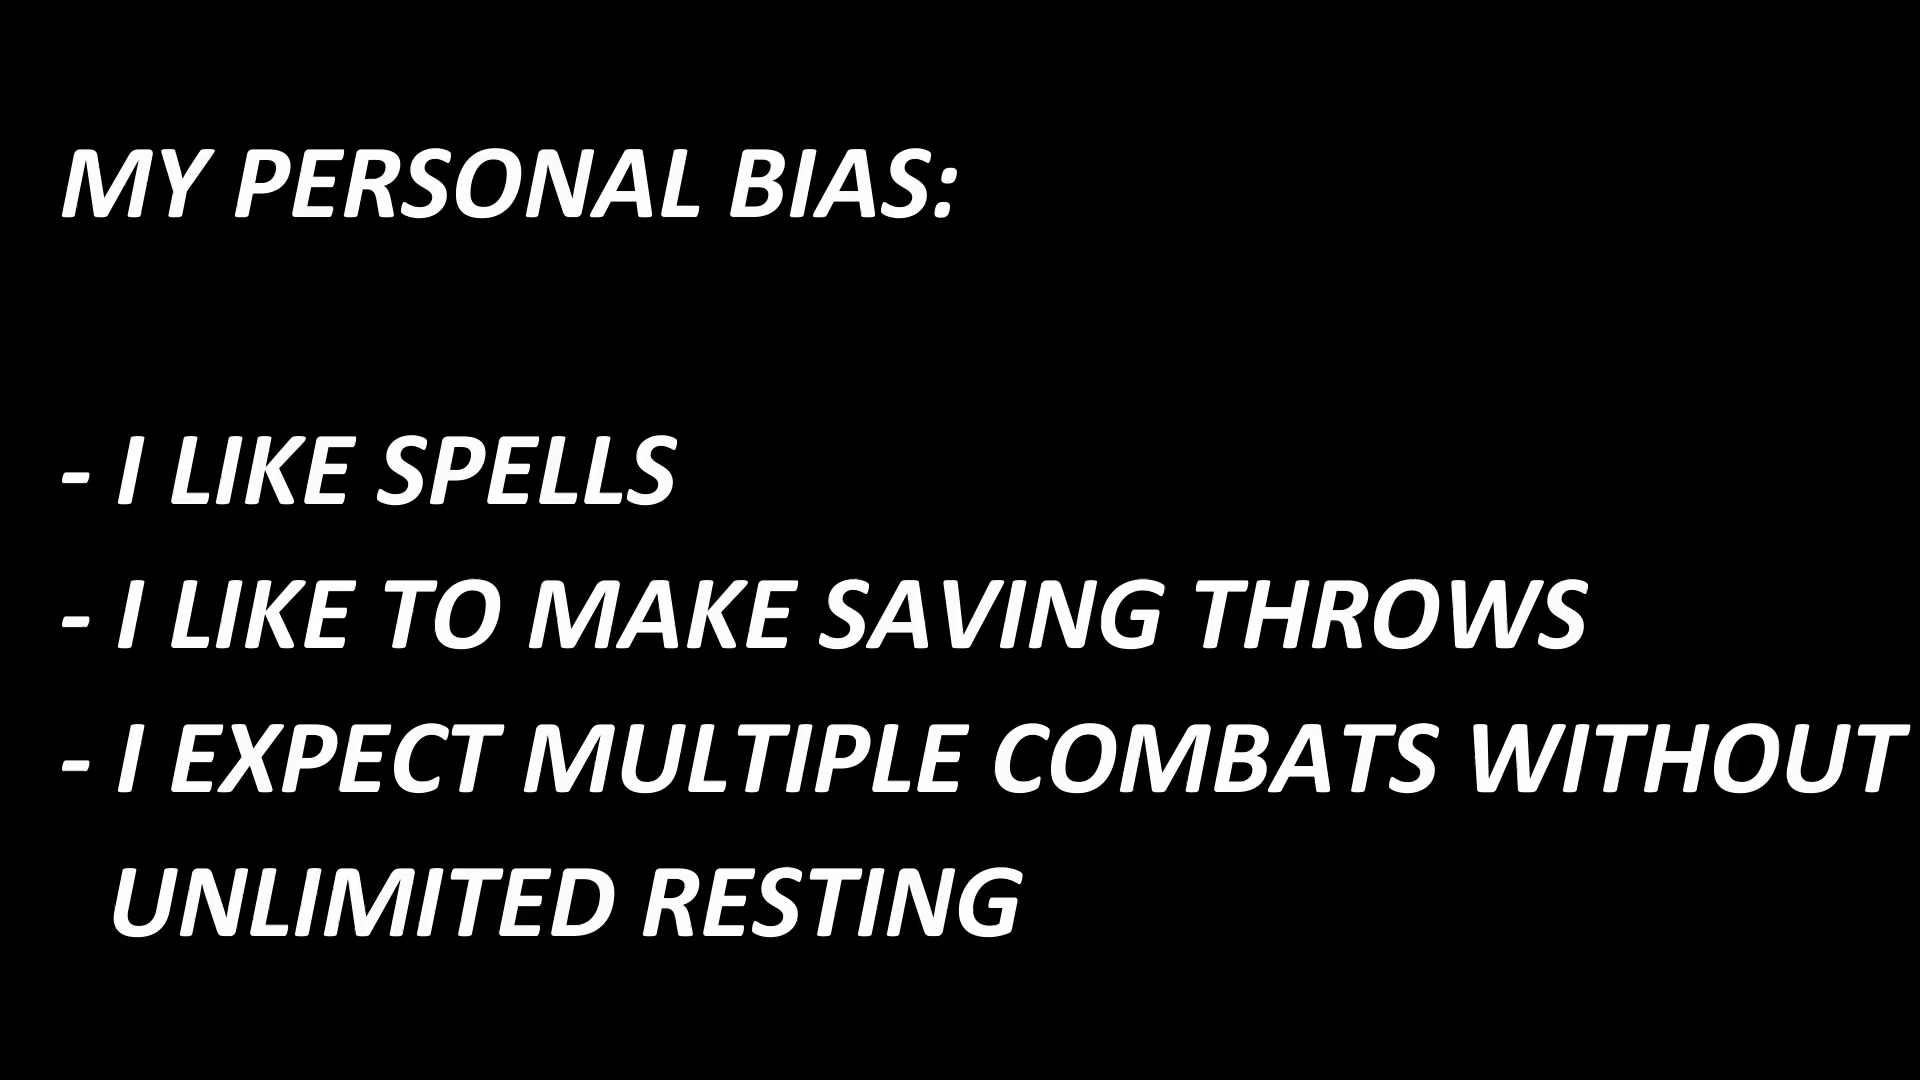 MY PERSONAL BIAS:
- I LIKE SPELLS
- I LIKE TO MAKE SAVING THROWS
- I EXPECT MULTIPLE COMBATS WITHOUT
UNLIMITED RESTING